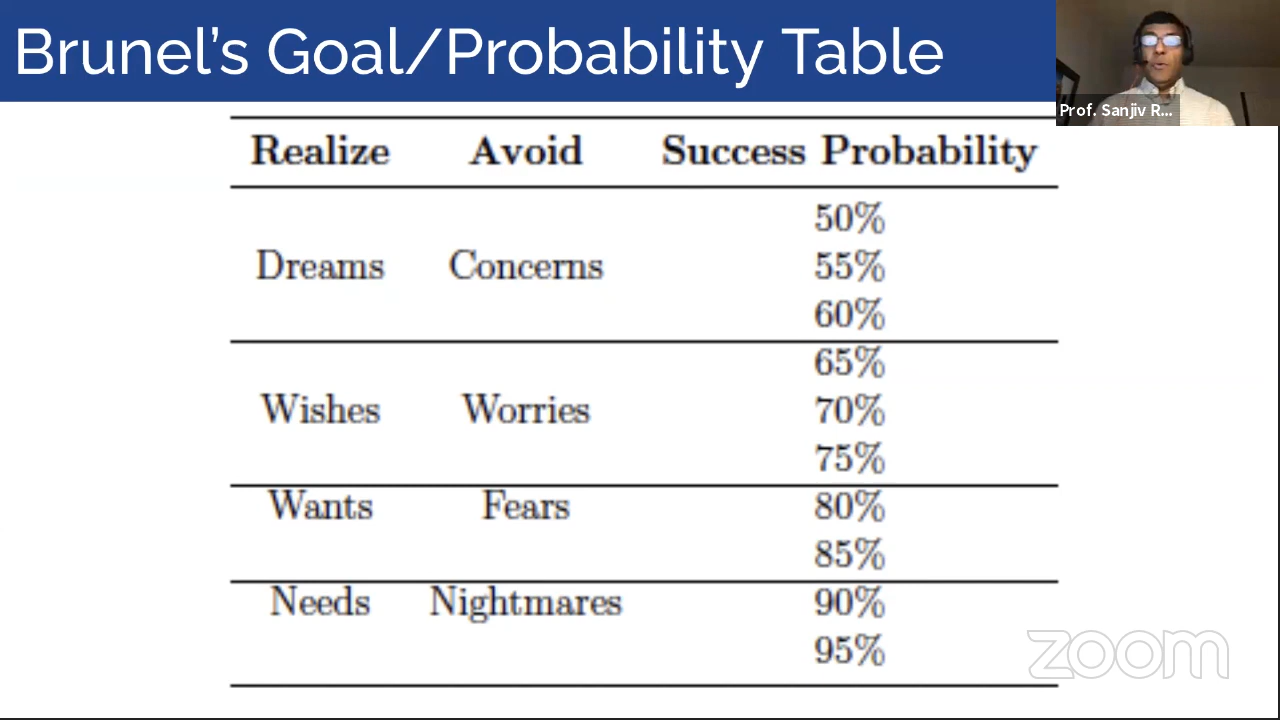 Brunel's Goal/Probability Table
Prof. Sanjiv R...
Realize Avoid Success Probability
50%
Dreams Concerns 55%
60%
65%
Wishes Worries 70%
75%
Wants Fears 80%
85%
Needs Nightmares 90%
95%
zoom